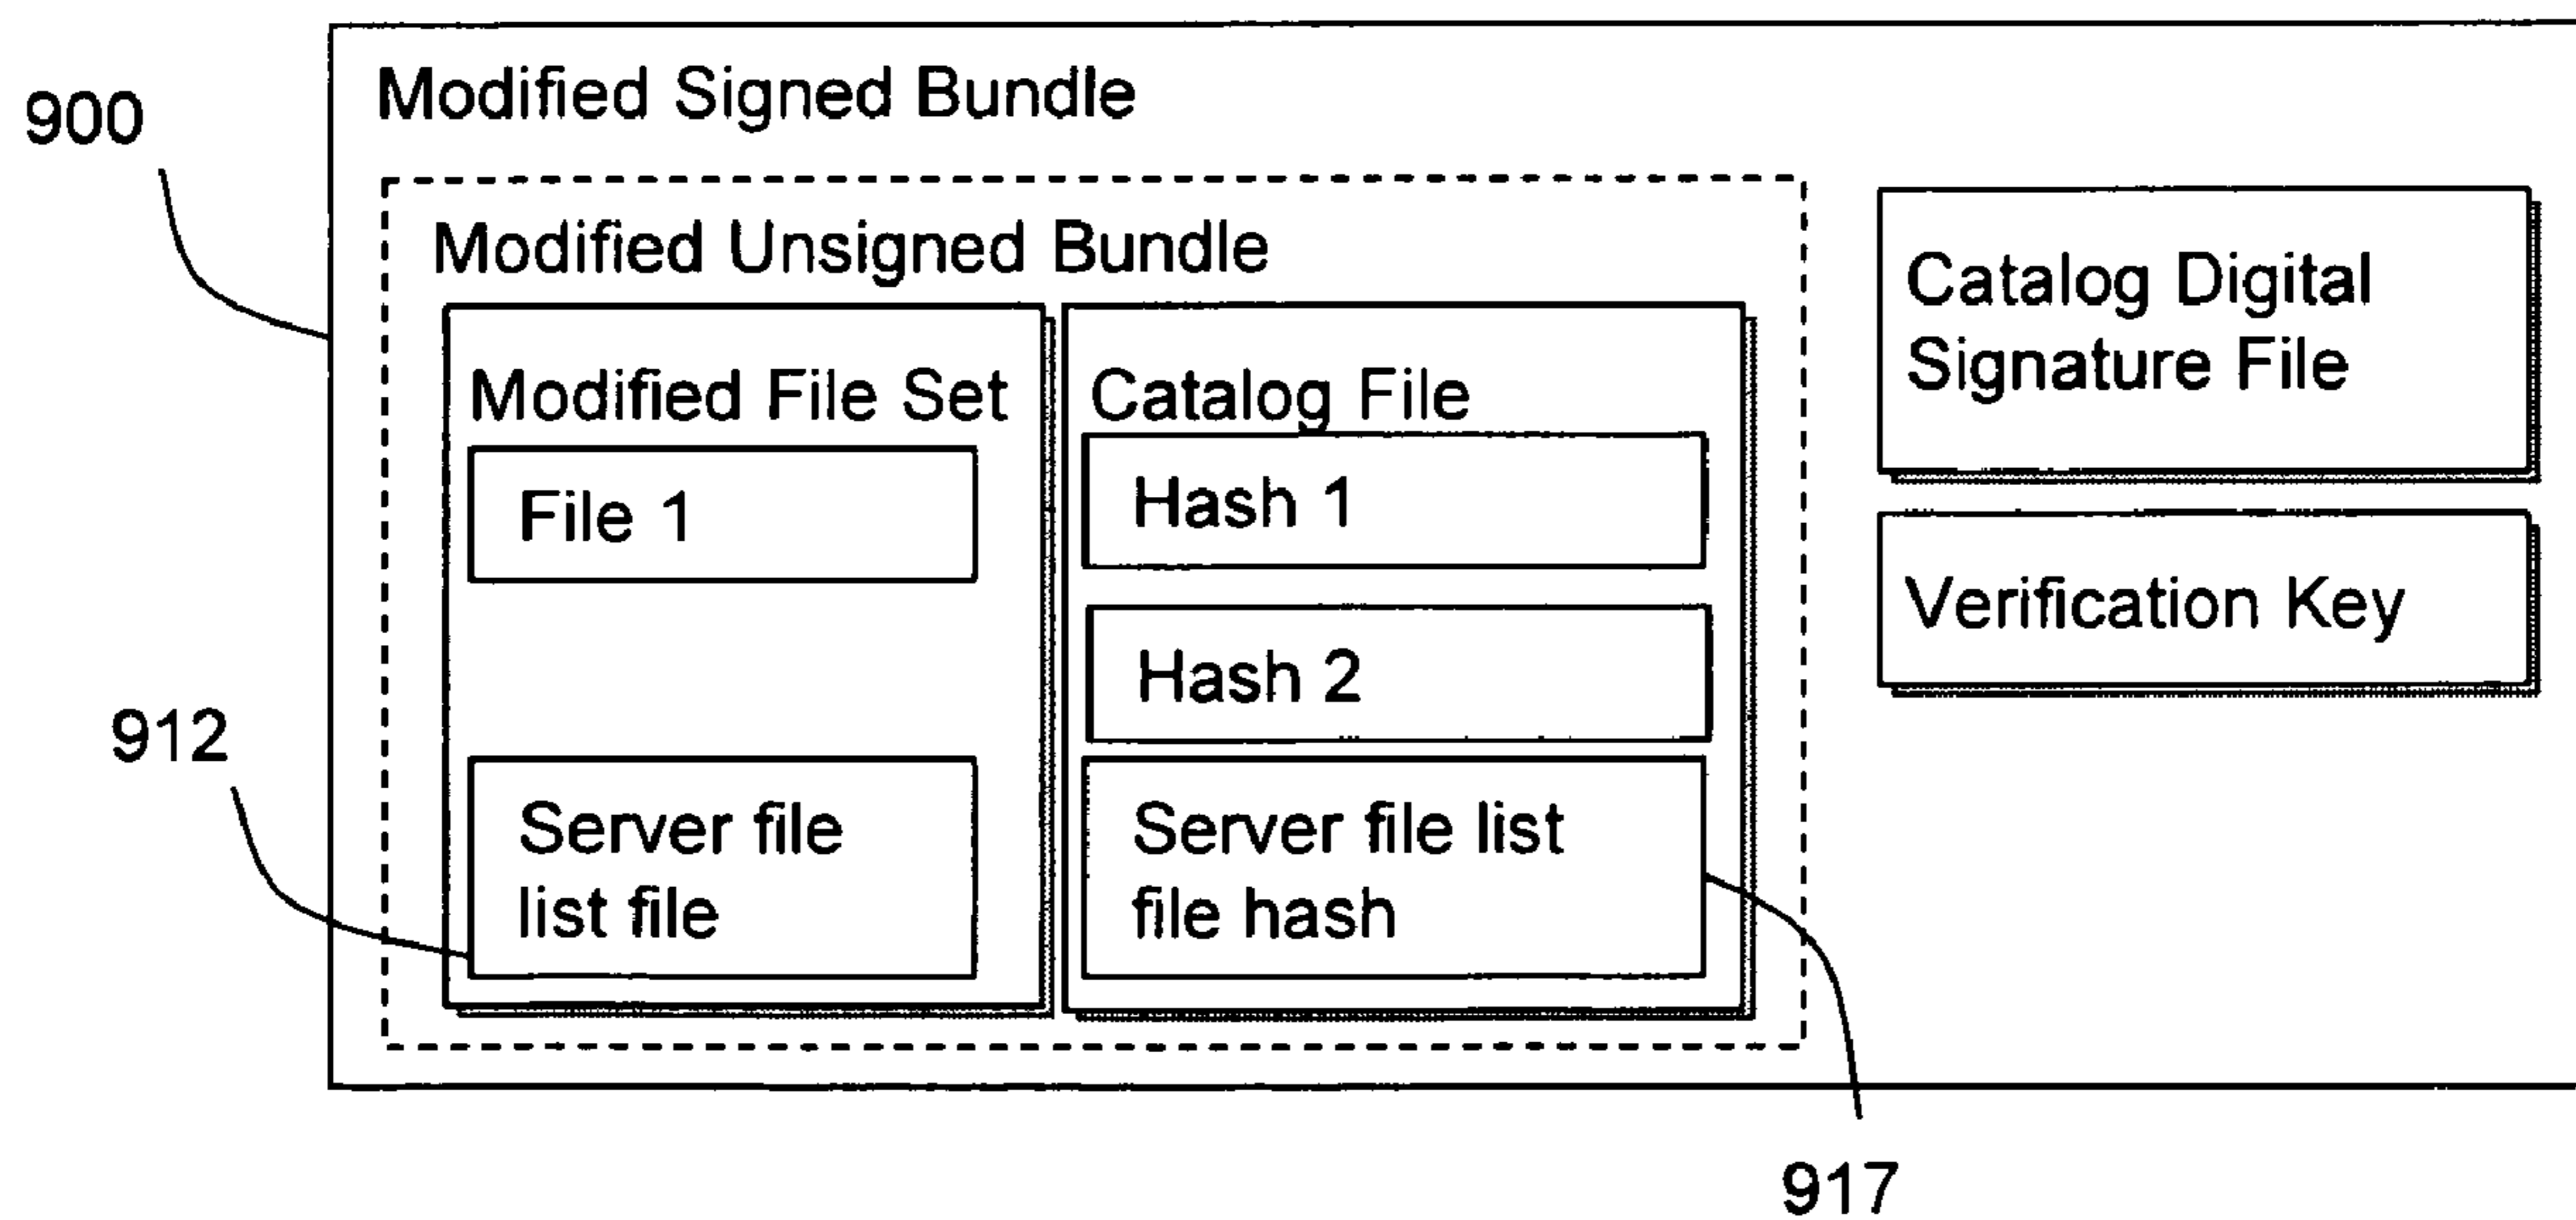 900
Modified Signed Bundle
Modified Unsigned Bundle
Modified File Set
File 1
912
Server file
list file
Catalog File
Hash 1
Hash 2
Server file list
file hash
917
Catalog Digital
Signature File
Verification Key